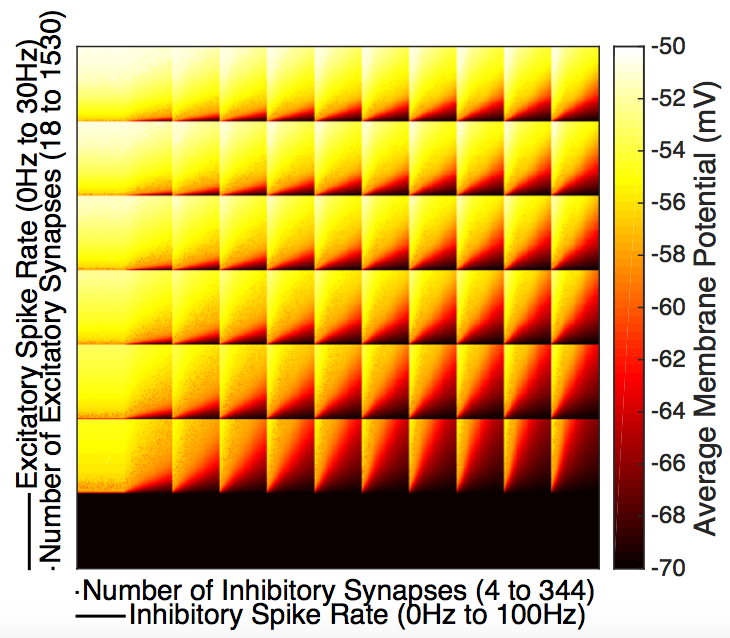 Excitatory Spike Rate (0Hz to 30Hz)
·Number of Excitatory Synapses (18 to 1530)
-50
-52
-54
-56
-58
-60
-62
-64
-66
-68
-70
Average Membrane Potential (mV)
·Number of Inhibitory Synapses (4 to 344)
Inhibitory Spike Rate (0Hz to 100Hz)